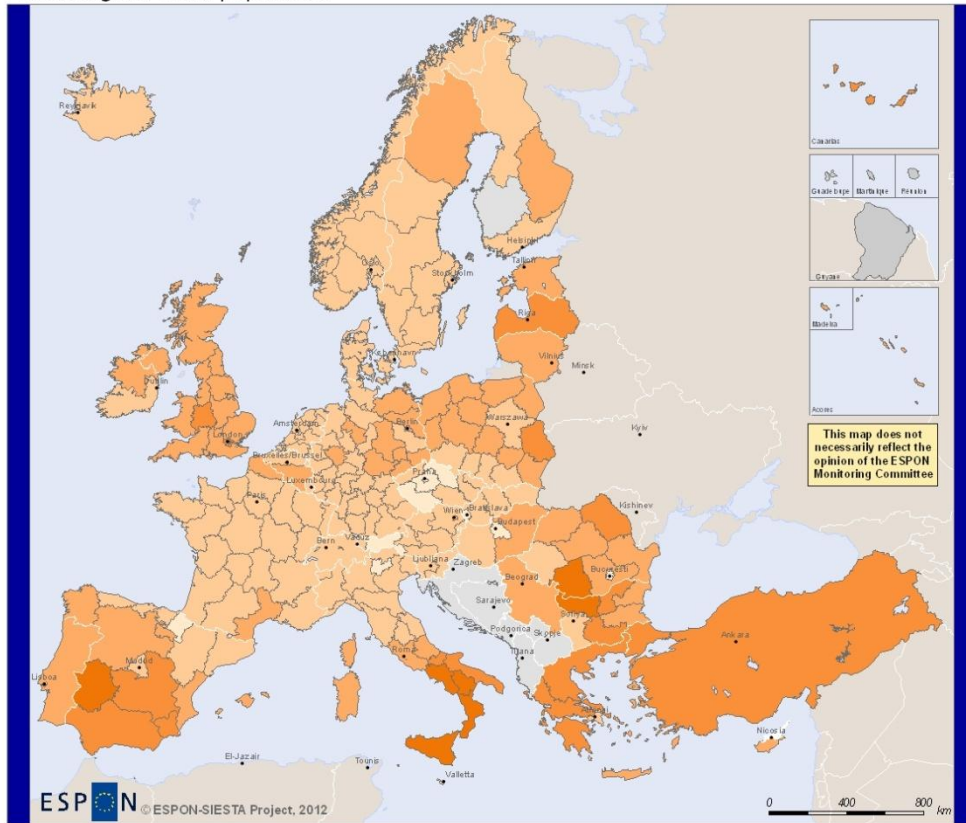 Reykjavik
Canarias
Guadeloupe
Martinique
Réunion
Guyane
Madeira
Acores
Helsinki
Tallinn
Oslo
Stockholm
Riga
København
Vilnius
Minsk
Dublin
London
Amsterdam
Berlin
Warszawa
Kyiv
Bruxelles/Brussel
Luxembourg
Praha
Paris
Wien
Bratislava
Budapest
Kishinev
Bern
Vaduz
Ljubljana
Zagreb
Beograd
Bucuresti
Sarajevo
Sofiya
Podgorica
Skopje
Tirana
Roma
Madrid
Lisboa
Ankara
Nicosia
El-Jazair
Tounis
Valletta
This map does not
necessarily reflect the
opinion of the ESPON
Monitoring Committee
ESPON
© ESPON-SIESTA Project, 2012
0 400 800
km